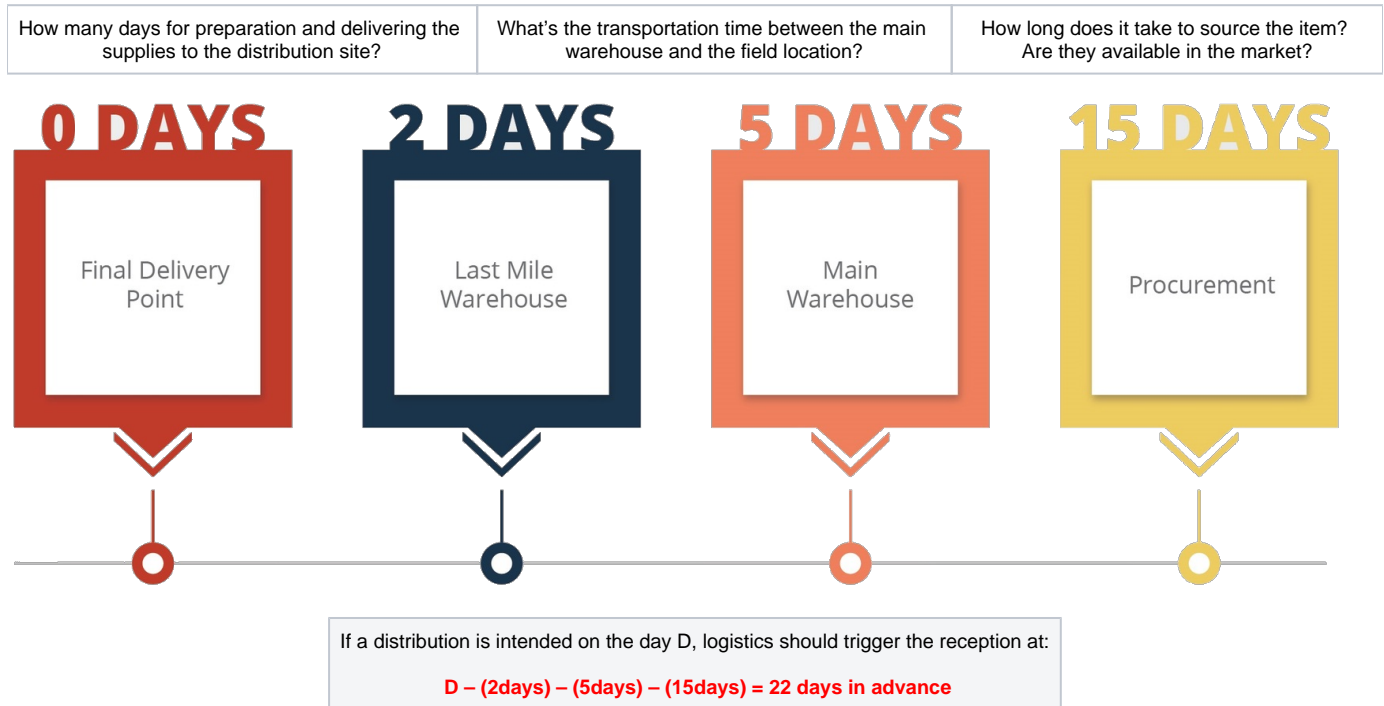 How many days for preparation and delivering the
supplies to the distribution site?
What's the transportation time between the main
warehouse and the field location?
How long does it take to source the item?
Are they available in the market?
0 DAYS
2 DAYS
5 DAYS
15 DAYS
Final Delivery
Point
Last Mile
Warehouse
Main
Warehouse
Procurement
If a distribution is intended on the day D, logistics should trigger the reception at:
D – (2days) – (5days) – (15days) = 22 days in advance